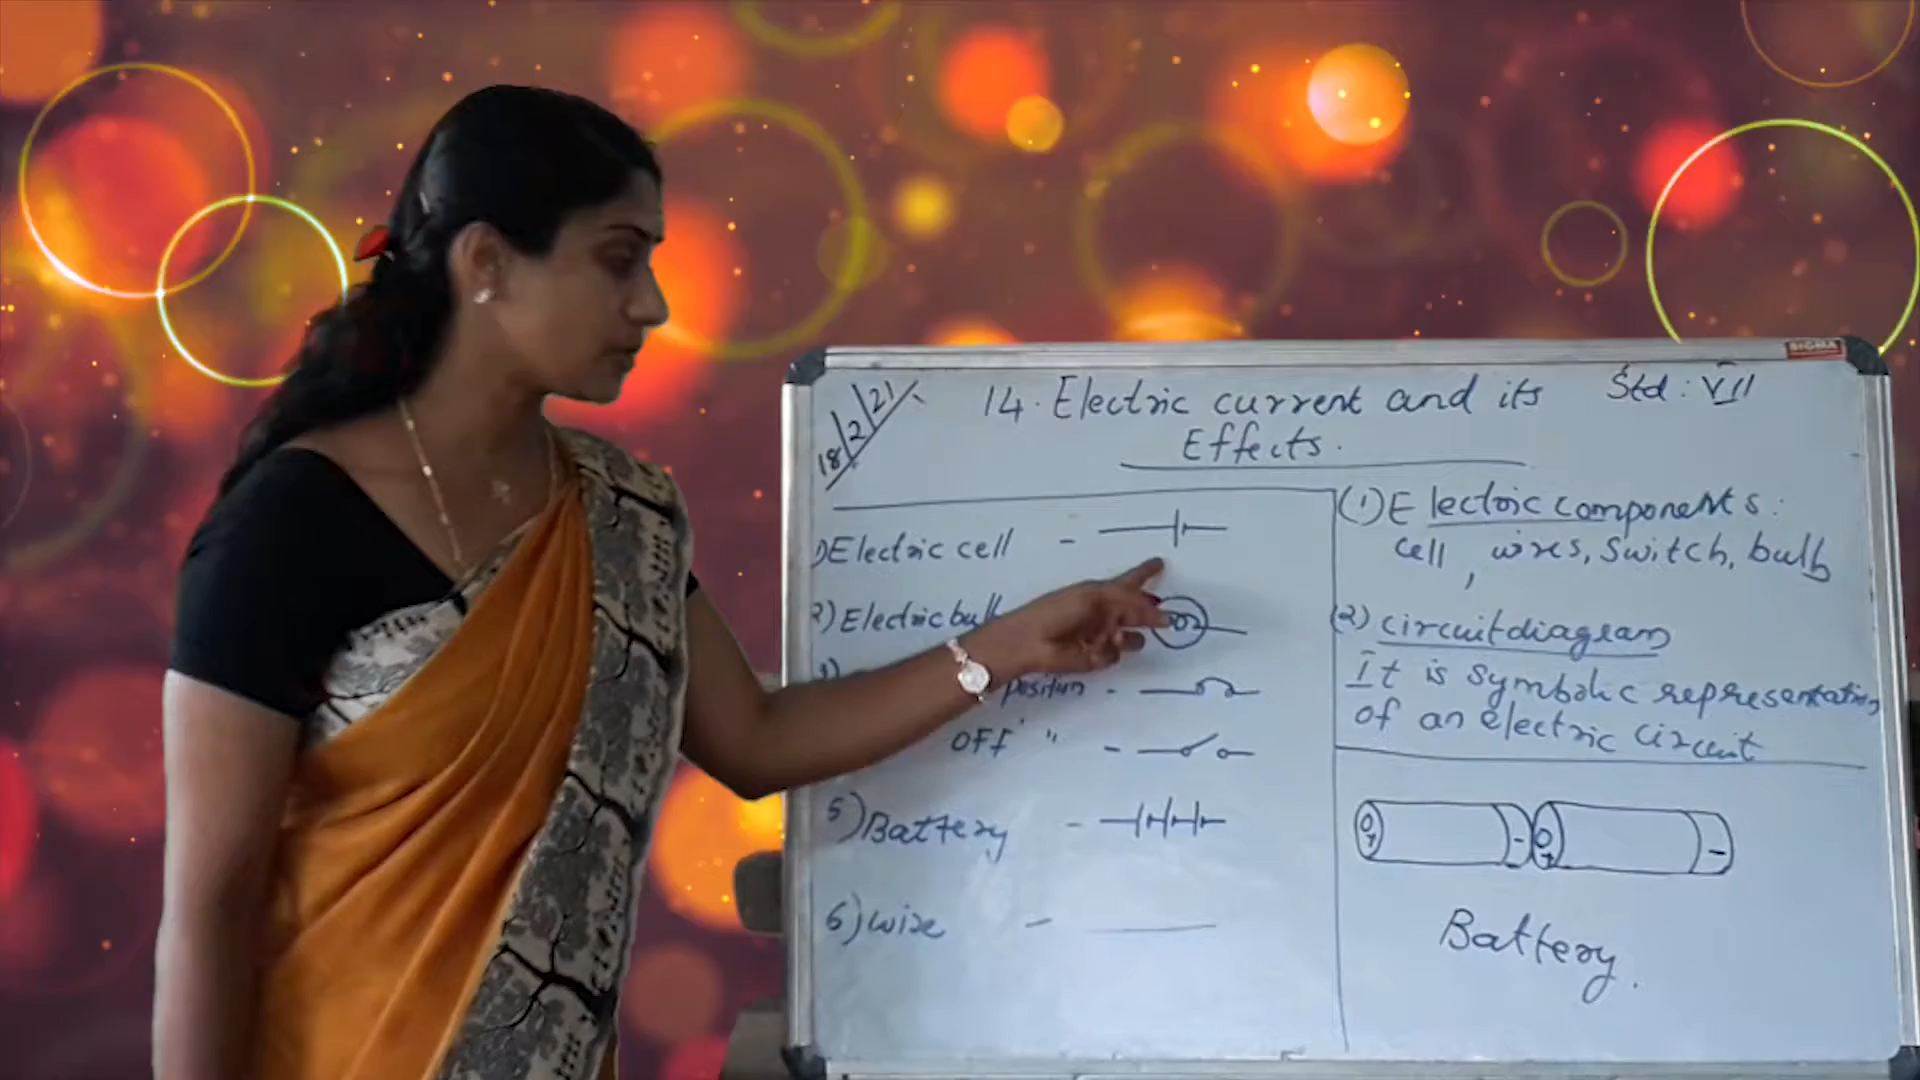 SIGMA
18/2/21
14. Electric current and its
Effects.
Std: VII
1) Electric cell -
2) Electric bulb
position -
OFF " -
5) Battery -
6) wire -
(1) Electric components:
cell, wires, switch, bulb
(2) circuit diagram
It is symbolic representation
of an electric circuit
+ - + -
Battery.